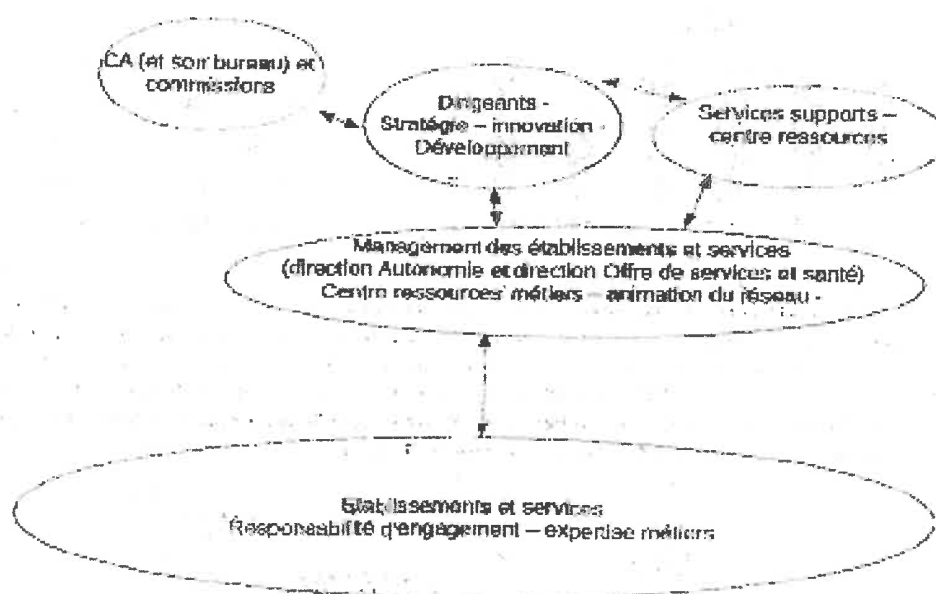 CA (et son bureau) et
commissions
Dirigeants -
Stratégie – innovation -
Développement
Services supports –
centre ressources
Management des établissements et services
(direction Autonomie et direction Offre de services et santé)
Centre ressources métiers – animation du réseau -
Etablissements et services
Responsabilité d'engagement – expertise métiers